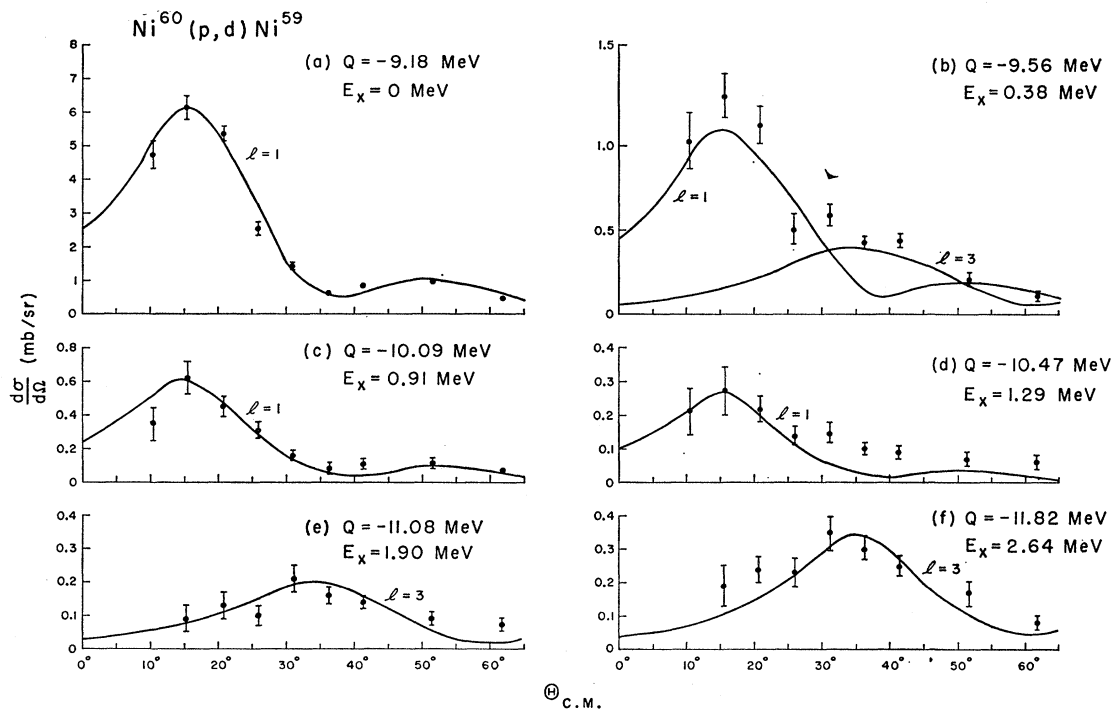 Ni⁶⁰(p,d)Ni⁵⁹
(a) Q = −9.18 MeV
Eₓ = 0 MeV
ℓ = 1
8
7
6
5
4
3
2
1
0
(b) Q = −9.56 MeV
Eₓ = 0.38 MeV
ℓ = 1
ℓ = 3
1.5
1.0
0.5
0
dσ/dΩ (mb/sr)
(c) Q = −10.09 MeV
Eₓ = 0.91 MeV
ℓ = 1
0.8
0.6
0.4
0.2
0
(d) Q = −10.47 MeV
Eₓ = 1.29 MeV
ℓ = 1
0.4
0.3
0.2
0.1
0
(e) Q = −11.08 MeV
Eₓ = 1.90 MeV
ℓ = 3
0.4
0.3
0.2
0.1
0
0° 10° 20° 30° 40° 50° 60°
(f) Q = −11.82 MeV
Eₓ = 2.64 MeV
ℓ = 3
0.4
0.3
0.2
0.1
0
0° 10° 20° 30° 40° 50° 60°
Θ C.M.